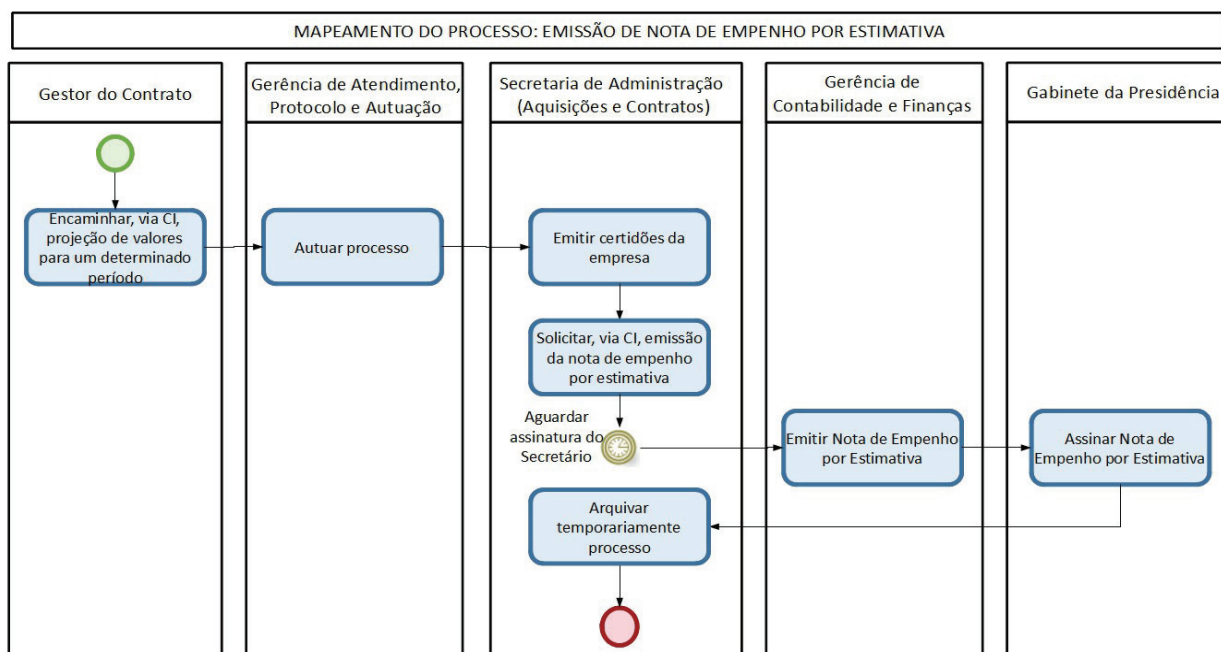 MAPEAMENTO DO PROCESSO: EMISSÃO DE NOTA DE EMPENHO POR ESTIMATIVA
Gestor do Contrato
Gerência de Atendimento,
Protocolo e Autuação
Secretaria de Administração
(Aquisições e Contratos)
Gerência de
Contabilidade e Finanças
Gabinete da Presidência
Encaminhar, via CI,
projeção de valores
para um determinado
período
Autuar processo
Emitir certidões da
empresa
Solicitar, via CI, emissão
da nota de empenho
por estimativa
Aguardar
assinatura do
Secretário
Emitir Nota de Empenho
por Estimativa
Assinar Nota de
Empenho por Estimativa
Arquivar
temporariamente
processo